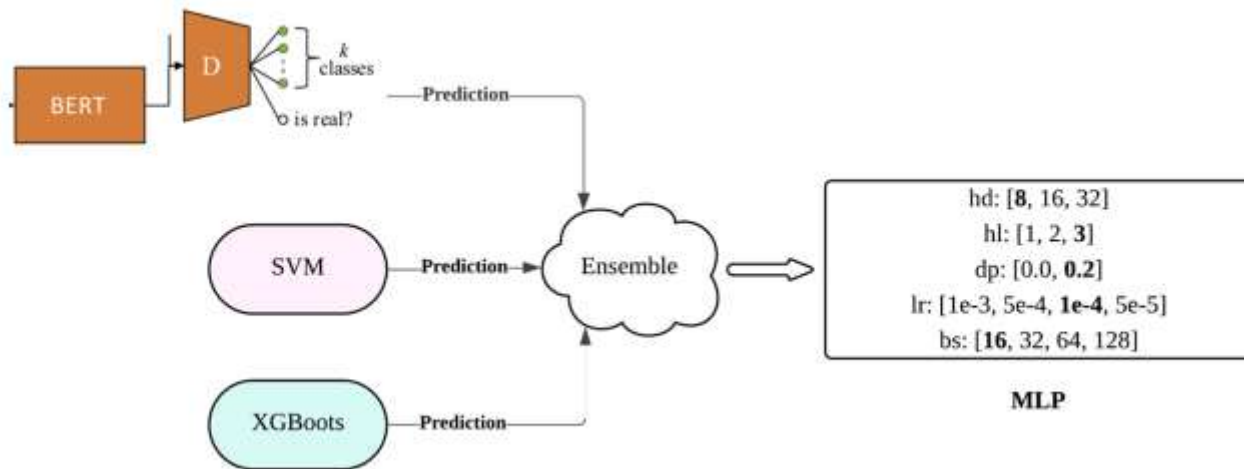 BERT
D
k
classes
is real?
Prediction
SVM
Prediction
Ensemble
XGBoots
Prediction
hd: [8, 16, 32]
hl: [1, 2, 3]
dp: [0.0, 0.2]
lr: [1e-3, 5e-4, 1e-4, 5e-5]
bs: [16, 32, 64, 128]
MLP